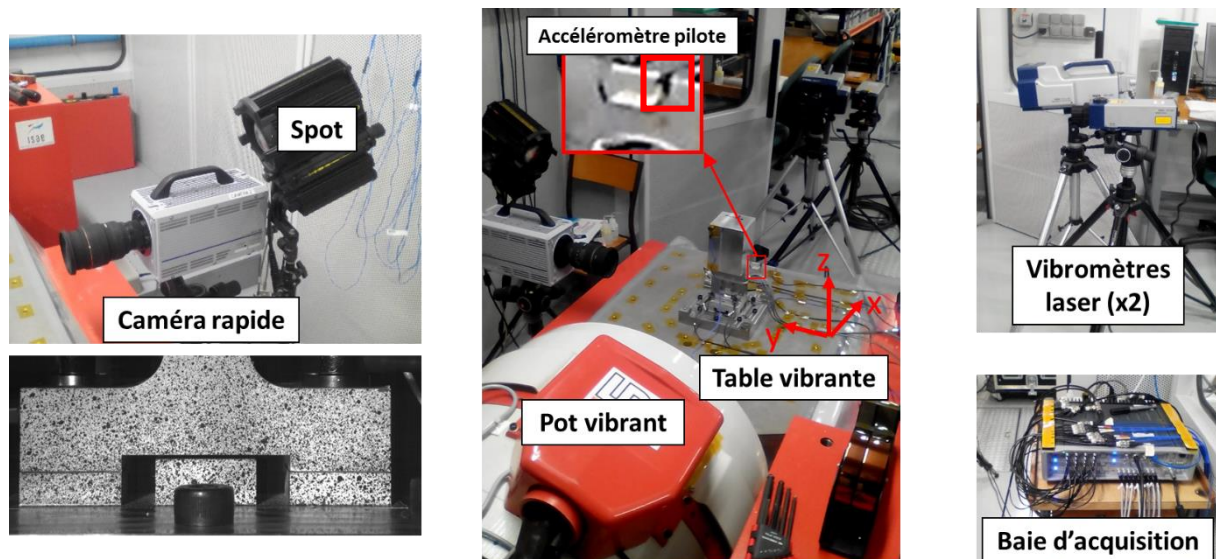 Spot
Caméra rapide
Accéléromètre pilote
Z
X
y
Table vibrante
Pot vibrant
Vibromètres
laser (x2)
Baie d'acquisition